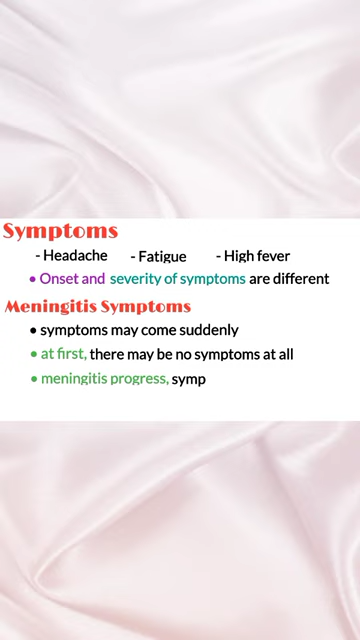 Symptoms
- Headache - Fatigue - High fever
• Onset and severity of symptoms are different
Meningitis Symptoms
• symptoms may come suddenly
• at first, there may be no symptoms at all
• meningitis progress, symp